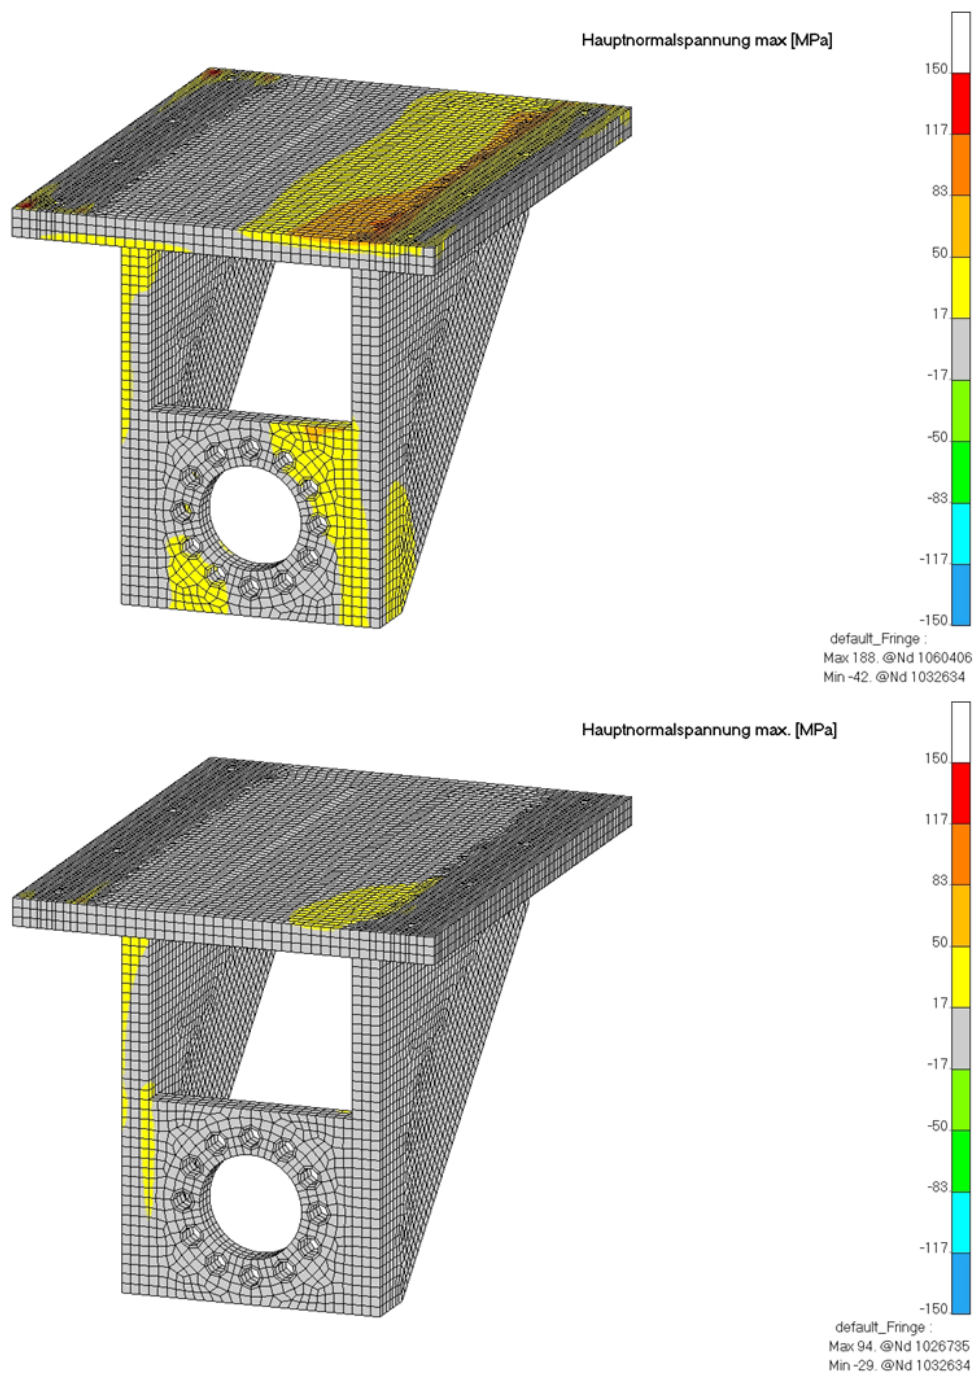 Hauptnormalspannung max [MPa]
150.
117.
83.
50.
17.
-17.
-50.
-83.
-117.
-150.
default_Fringe :
Max 188. @Nd 1060406
Min -42. @Nd 1032634
Hauptnormalspannung max. [MPa]
150.
117.
83.
50.
17.
-17.
-50.
-83.
-117.
-150.
default_Fringe :
Max 94. @Nd 1026735
Min -29. @Nd 1032634